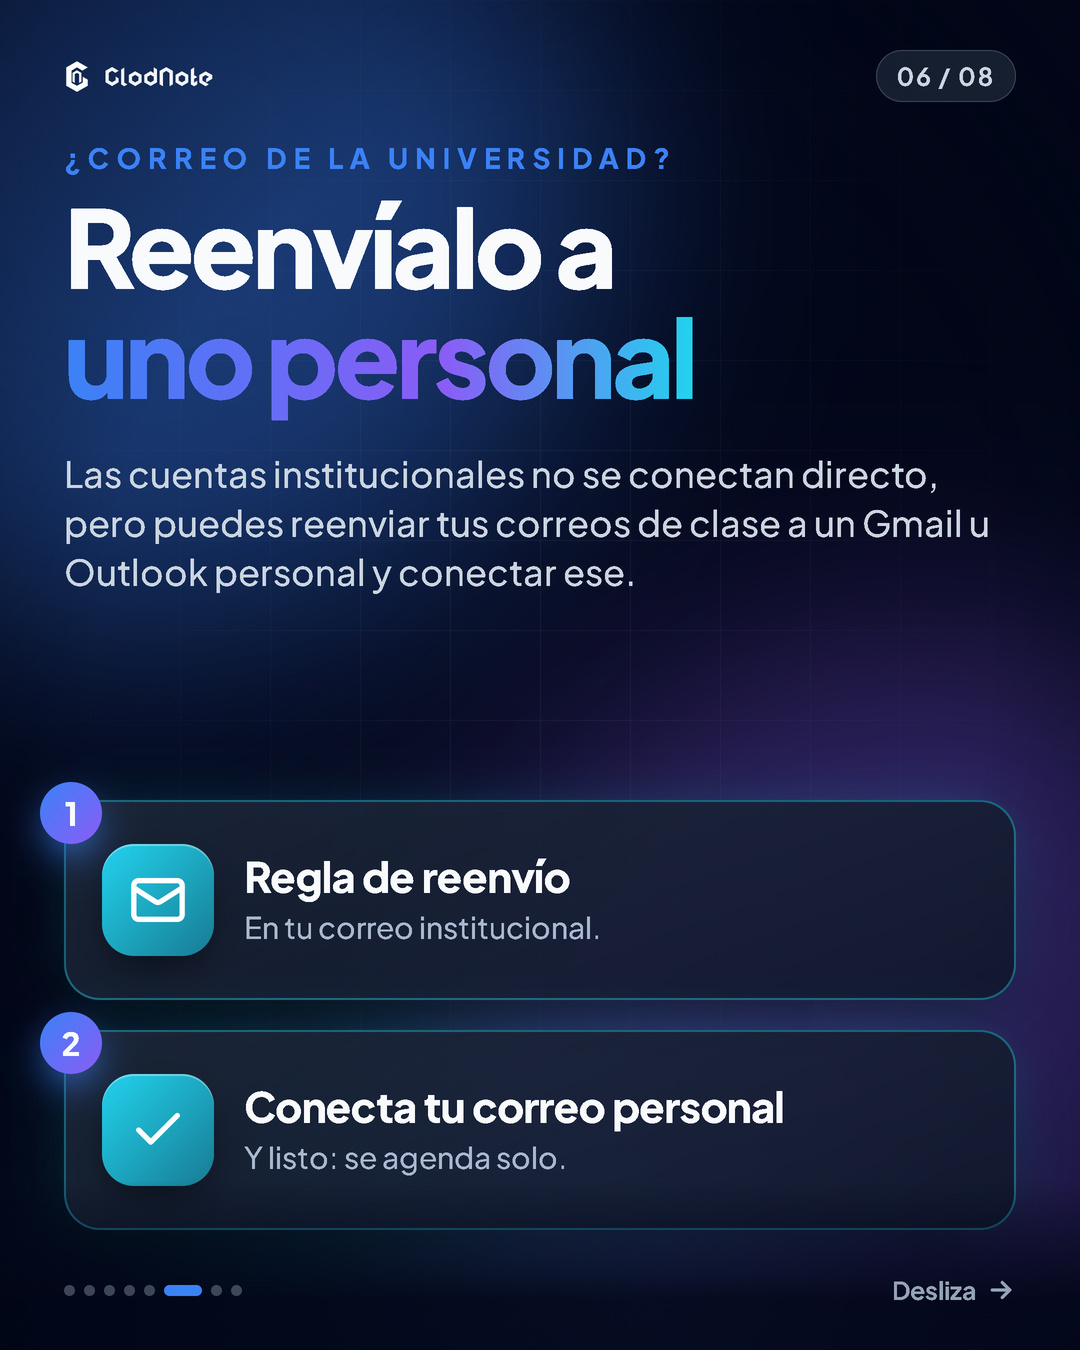 ClodNote
06 / 08
¿CORREO DE LA UNIVERSIDAD?
Reenvíalo a
uno personal
Las cuentas institucionales no se conectan directo,
pero puedes reenviar tus correos de clase a un Gmail u
Outlook personal y conectar ese.
1
Regla de reenvío
En tu correo institucional.
2
Conecta tu correo personal
Y listo: se agenda solo.
Desliza →